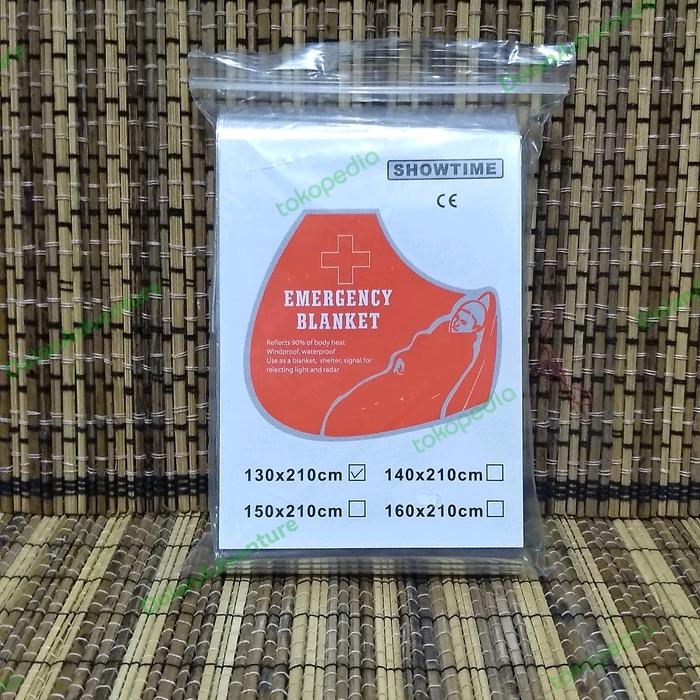 SHOWTIME
CE
EMERGENCY
BLANKET
Reflects 90% of body heat
Windproof, waterproof
Use as a blanket, shelter, signal for
relecting light and radar
130x210cm 140x210cm
150x210cm 160x210cm
tokopedia
tokopedia